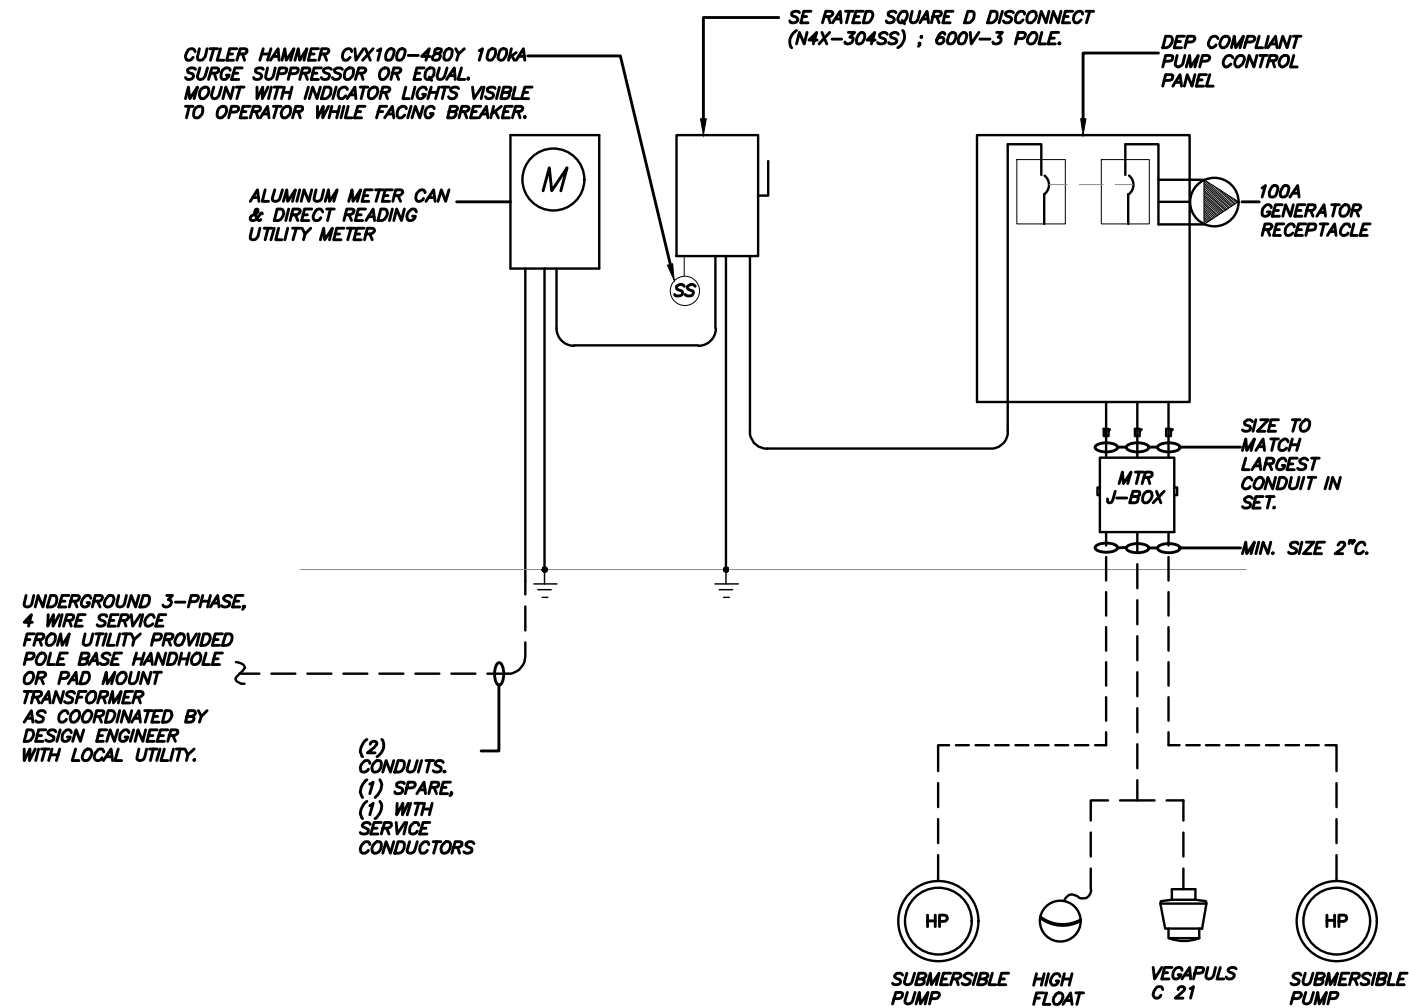 SE RATED SQUARE D DISCONNECT
(N4X-304SS) ; 600V-3 POLE.
CUTLER HAMMER CVX100-480Y 100kA
SURGE SUPPRESSOR OR EQUAL.
MOUNT WITH INDICATOR LIGHTS VISIBLE
TO OPERATOR WHILE FACING BREAKER.
DEP COMPLIANT
PUMP CONTROL
PANEL
M
ALUMINUM METER CAN
& DIRECT READING
UTILITY METER
100A
GENERATOR
RECEPTACLE
SS
SIZE TO
MATCH
LARGEST
CONDUIT IN
SET.
MTR
J-BOX
MIN. SIZE 2"C.
UNDERGROUND 3-PHASE,
4 WIRE SERVICE
FROM UTILITY PROVIDED
POLE BASE HANDHOLE
OR PAD MOUNT
TRANSFORMER
AS COORDINATED BY
DESIGN ENGINEER
WITH LOCAL UTILITY.
(2)
CONDUITS.
(1) SPARE,
(1) WITH
SERVICE
CONDUCTORS
HP
SUBMERSIBLE
PUMP
HIGH
FLOAT
VEGAPULS
C 21
HP
SUBMERSIBLE
PUMP